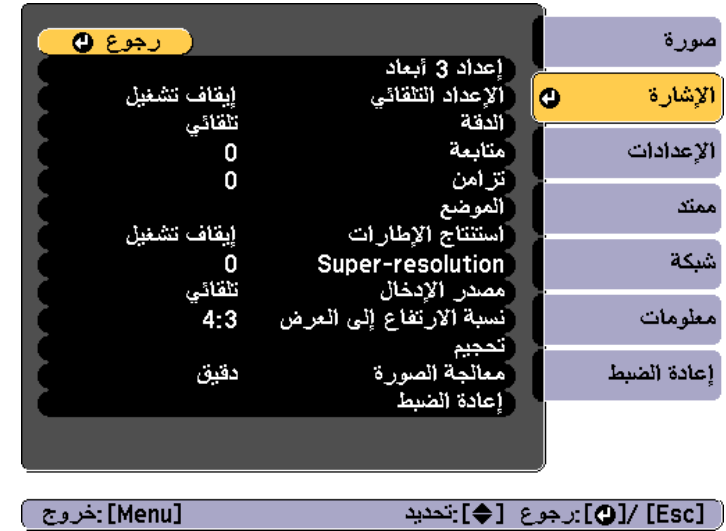 صورة
الإشارة
الإعدادات
ممتد
شبكة
معلومات
إعادة الضبط
رجوع
إعداد 3 أبعاد
الإعداد التلقائي إيقاف تشغيل
الدقة تلقائي
متابعة 0
تزامن 0
الموضع
استنتاج الإطارات إيقاف تشغيل
Super-resolution 0
مصدر الإدخال تلقائي
نسبة الارتفاع إلى العرض 4:3
تحجيم
معالجة الصورة دقيق
إعادة الضبط
[Esc] /[ ]:رجوع [ ]:تحديد [Menu]:خروج